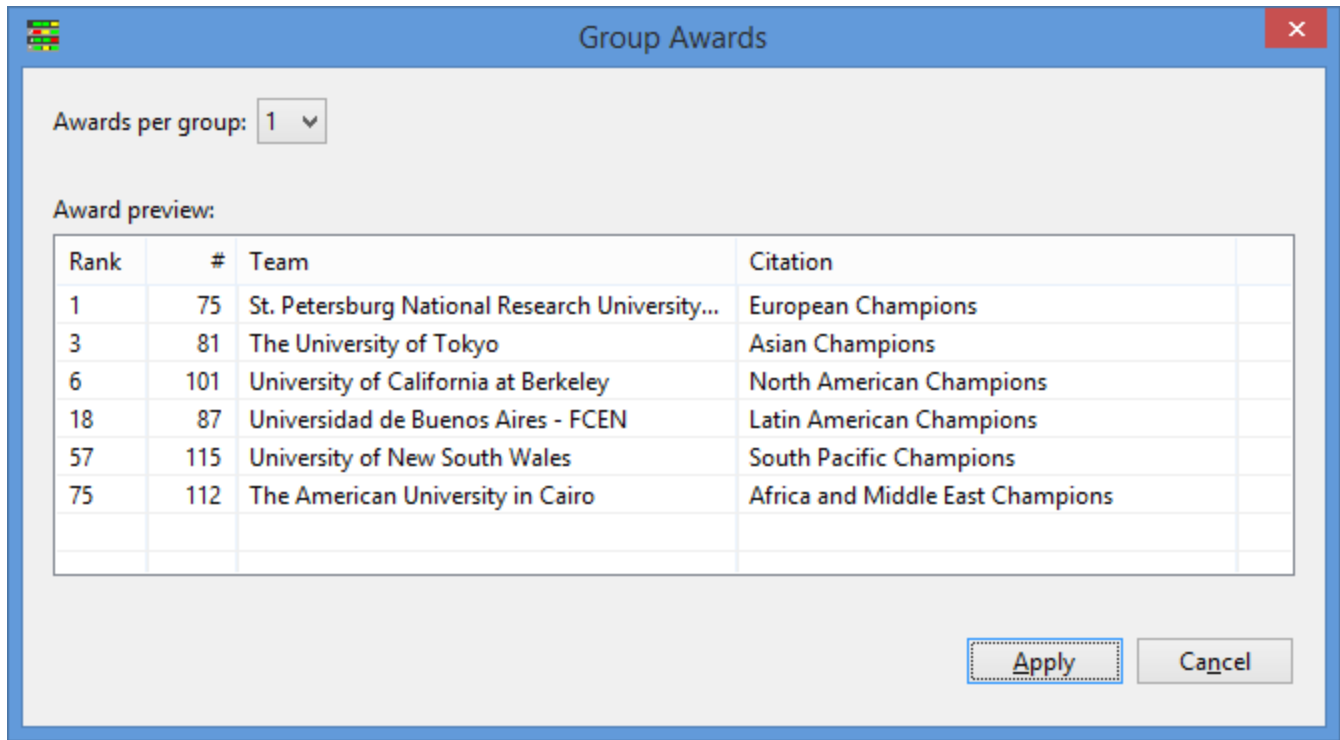 Group Awards
Awards per group: 1
Award preview:
Rank # Team Citation
1 75 St. Petersburg National Research University... European Champions
3 81 The University of Tokyo Asian Champions
6 101 University of California at Berkeley North American Champions
18 87 Universidad de Buenos Aires - FCEN Latin American Champions
57 115 University of New South Wales South Pacific Champions
75 112 The American University in Cairo Africa and Middle East Champions
Apply Cancel